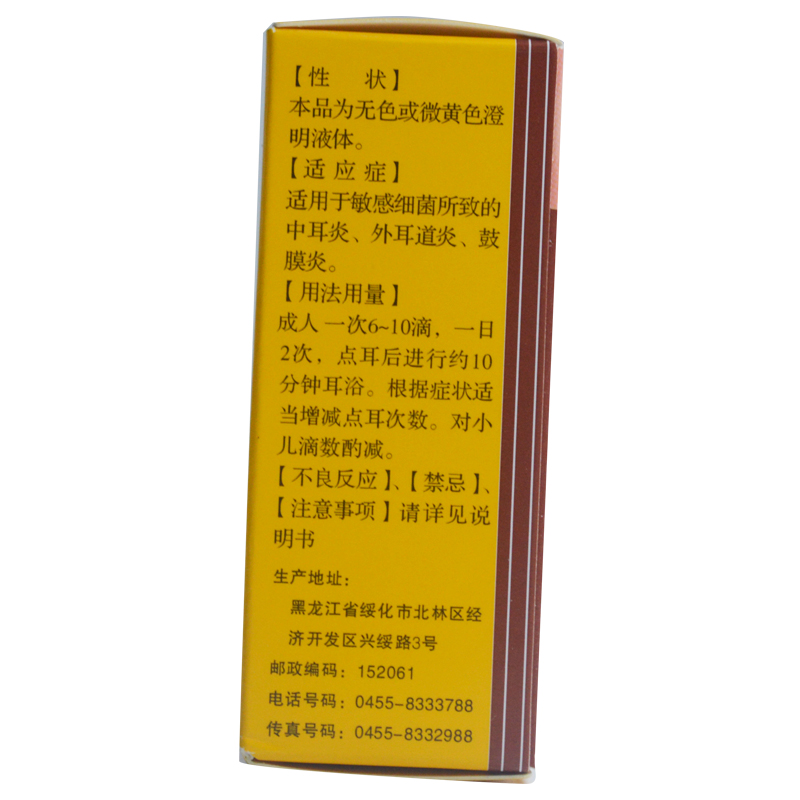 【性 状】
本品为无色或微黄色澄
明液体。
【适应症】
适用于敏感细菌所致的
中耳炎、外耳道炎、鼓
膜炎。
【用法用量】
成人一次6~10滴，一日
2次，点耳后进行约10
分钟耳浴。根据症状适
当增减点耳次数。对小
儿滴数酌减。
【不良反应】、【禁忌】、
【注意事项】请详见说
明书
生产地址：
黑龙江省绥化市北林区经
济开发区兴绥路3号
邮政编码：152061
电话号码：0455-8333788
传真号码：0455-8332988